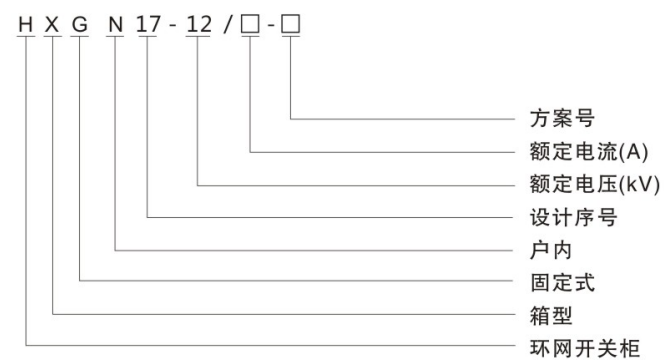 H X G N 17 - 12 / □ - □
方案号
额定电流(A)
额定电压(kV)
设计序号
户内
固定式
箱型
环网开关柜